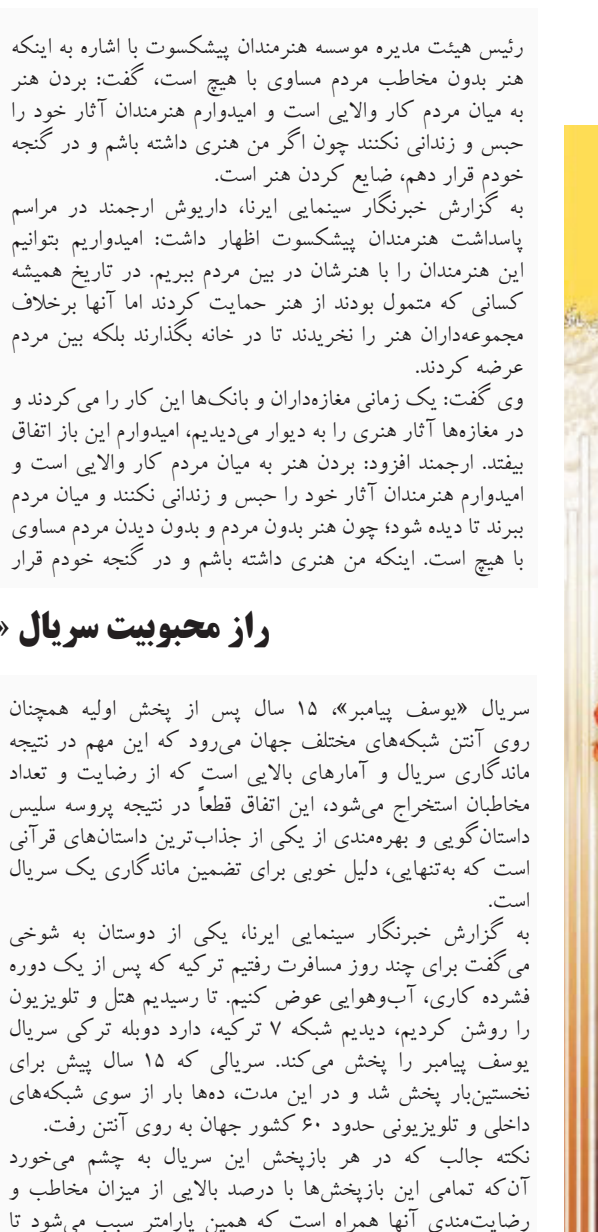 رئیس هیئت مدیره موسسه هنرمندان پیشکسوت با اشاره به اینکه
هنر بدون مخاطب مردم مساوی با هیچ است، گفت: بردن هنر
به میان مردم کار والایی است و امیدوارم هنرمندان آثار خود را
حبس و زندانی نکنند چون اگر من هنری داشته باشم و در گنجه
خودم قرار دهم، ضایع کردن هنر است.
به گزارش خبرنگار سینمایی ایرنا، داریوش ارجمند در مراسم
پاسداشت هنرمندان پیشکسوت اظهار داشت: امیدواریم بتوانیم
این هنرمندان را با هنرشان در بین مردم ببریم. در تاریخ همیشه
کسانی که متمول بودند از هنر حمایت کردند اما آنها برخلاف
مجموعه‌داران هنر را نخریدند تا در خانه بگذارند بلکه بین مردم
عرضه کردند.
وی گفت: یک زمانی مغازه‌داران و بانک‌ها این کار را می‌کردند و
در مغازه‌ها آثار هنری را به دیوار می‌دیدیم، امیدوارم این باز اتفاق
بیفتد. ارجمند افزود: بردن هنر به میان مردم کار والایی است و
امیدوارم هنرمندان آثار خود را حبس و زندانی نکنند و میان مردم
ببرند تا دیده شود؛ چون هنر بدون مردم و بدون دیدن مردم مساوی
با هیچ است. اینکه من هنری داشته باشم و در گنجه خودم قرار
راز محبوبیت سریال «
سریال «یوسف پیامبر»، ۱۵ سال پس از پخش اولیه همچنان
روی آنتن شبکه‌های مختلف جهان می‌رود که این مهم در نتیجه
ماندگاری سریال و آمارهای بالایی است که از رضایت و تعداد
مخاطبان استخراج می‌شود، این اتفاق قطعاً در نتیجه پروسه سلیس
داستان‌گویی و بهره‌مندی از یکی از جذاب‌ترین داستان‌های قرآنی
است که به‌تنهایی، دلیل خوبی برای تضمین ماندگاری یک سریال
است.
به گزارش خبرنگار سینمایی ایرنا، یکی از دوستان به شوخی
می‌گفت برای چند روز مسافرت رفتیم ترکیه که پس از یک دوره
فشرده کاری، آب‌وهوایی عوض کنیم. تا رسیدیم هتل و تلویزیون
را روشن کردیم، دیدیم شبکه ۷ ترکیه، دارد دوبله ترکی سریال
یوسف پیامبر را پخش می‌کند. سریالی که ۱۵ سال پیش برای
نخستین‌بار پخش شد و در این مدت، ده‌ها بار از سوی شبکه‌های
داخلی و تلویزیونی حدود ۶۰ کشور جهان به روی آنتن رفت.
نکته جالب که در هر بازپخش این سریال به چشم می‌خورد
آن‌که تمامی این بازپخش‌ها با درصد بالایی از میزان مخاطب و
رضایت‌مندی آنها همراه است که همین پارامتر سبب می‌شود تا